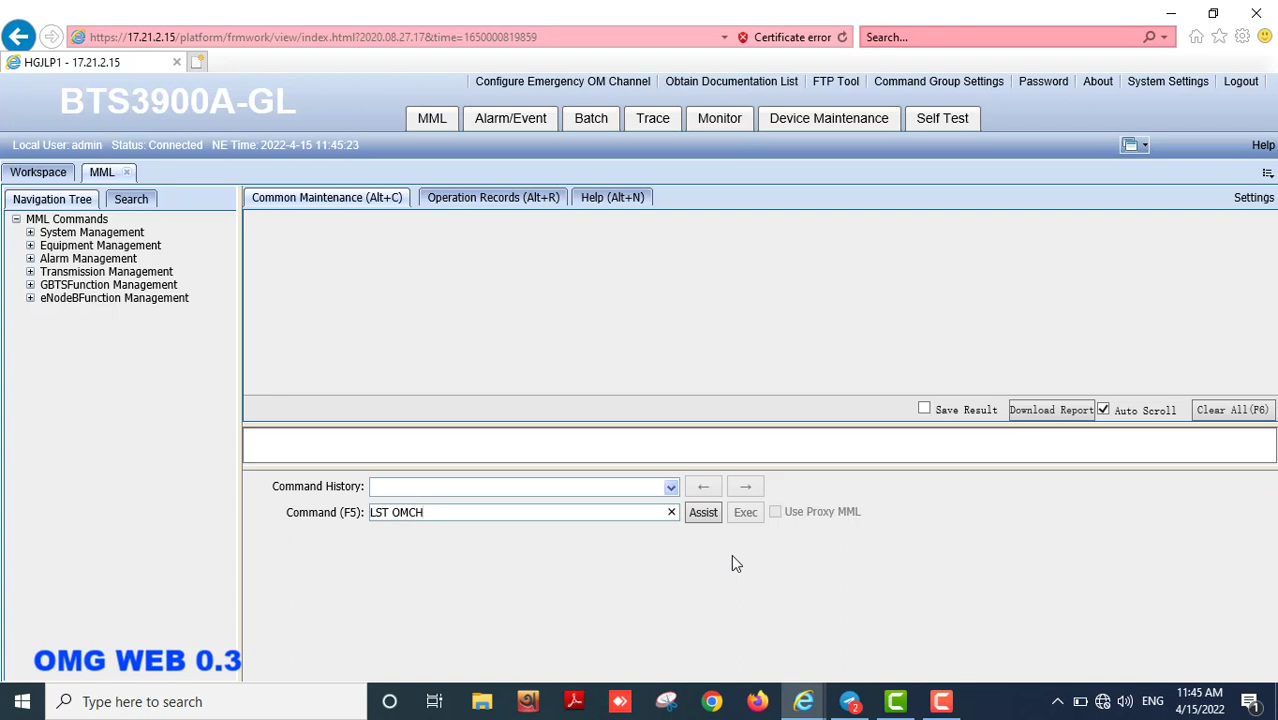 https://17.21.2.15/platform/frmwork/view/index.html?2020.08.27.17&time=1650000819859
Certificate error
Search...
HGJLP1 - 17.21.2.15
Configure Emergency OM Channel
Obtain Documentation List
FTP Tool
Command Group Settings
Password
About
System Settings
Logout
BTS3900A-GL
MML
Alarm/Event
Batch
Trace
Monitor
Device Maintenance
Self Test
Local User: admin Status: Connected NE Time: 2022-4-15 11:45:23
Help
Workspace
MML
Navigation Tree
Search
Common Maintenance (Alt+C)
Operation Records (Alt+R)
Help (Alt+N)
Settings
MML Commands
System Management
Equipment Management
Alarm Management
Transmission Management
GBTSFunction Management
eNodeBFunction Management
Save Result
Download Report
Auto Scroll
Clear All(F6)
Command History:
Command (F5):
LST OMCH
Assist
Exec
Use Proxy MML
OMG WEB 0.3
Type here to search
2
ENG
11:45 AM
4/15/2022
1